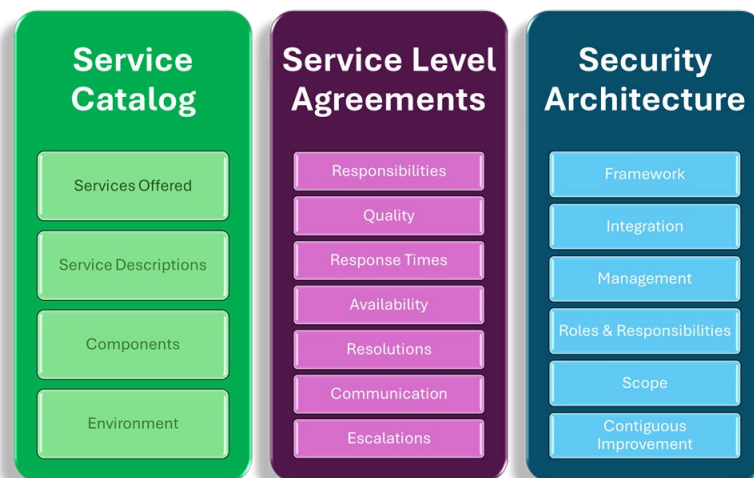 Service
Catalog
Services Offered
Service Descriptions
Components
Environment
Service Level
Agreements
Responsibilities
Quality
Response Times
Availability
Resolutions
Communication
Escalations
Security
Architecture
Framework
Integration
Management
Roles & Responsibilities
Scope
Contiguous
Improvement